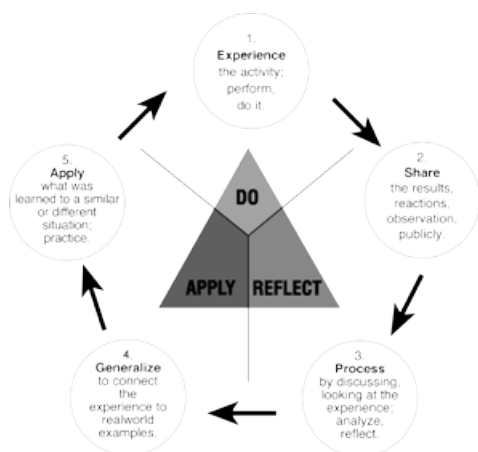 1.
Experience
the activity;
perform,
do it.
2.
Share
the results,
reactions,
observation,
publicly.
3.
Process
by discussing,
looking at the
experience;
analyze,
reflect.
4.
Generalize
to connect
the
experience to
realworld
examples.
5.
Apply
what was
learned to a similar
or different
situation;
practice.
DO
APPLY
REFLECT